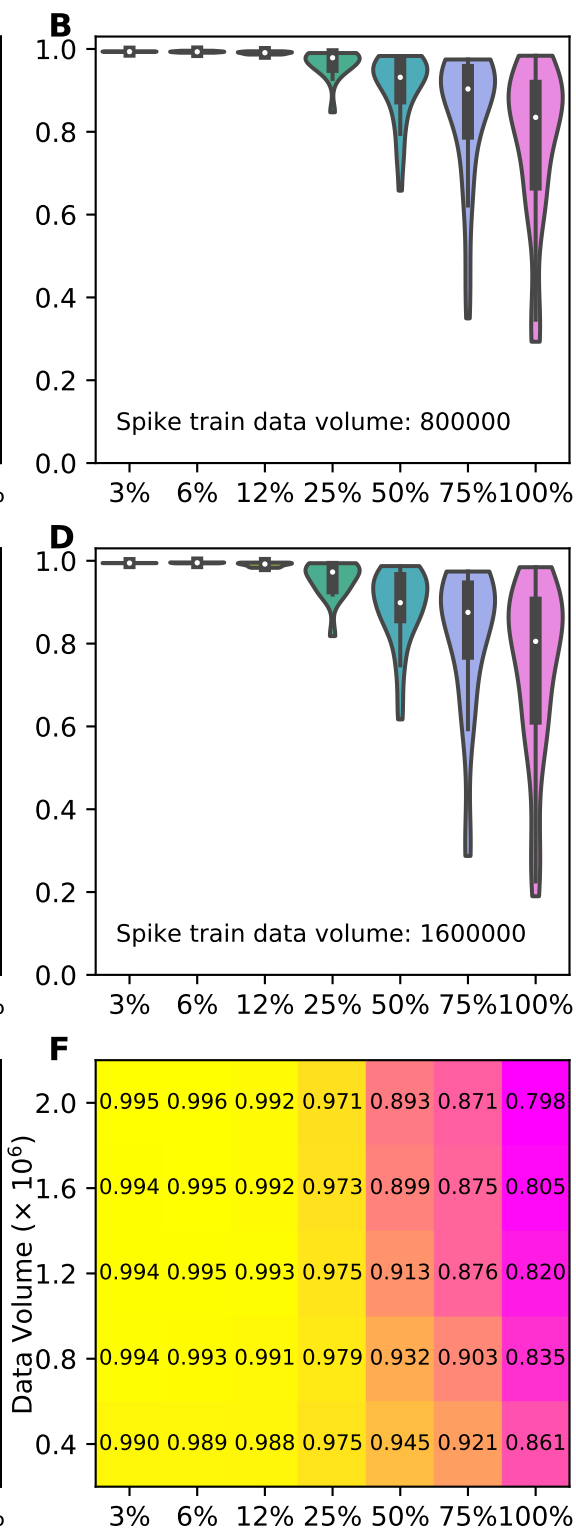 B
1.0
0.8
0.6
0.4
0.2
0.0
Spike train data volume: 800000
3% 6% 12% 25% 50% 75% 100%
D
1.0
0.8
0.6
0.4
0.2
0.0
Spike train data volume: 1600000
3% 6% 12% 25% 50% 75% 100%
F
Data Volume (× 10⁶)
2.0 0.995 0.996 0.992 0.971 0.893 0.871 0.798
1.6 0.994 0.995 0.992 0.973 0.899 0.875 0.805
1.2 0.994 0.995 0.993 0.975 0.913 0.876 0.820
0.8 0.994 0.993 0.991 0.979 0.932 0.903 0.835
0.4 0.990 0.989 0.988 0.975 0.945 0.921 0.861
3% 6% 12% 25% 50% 75% 100%